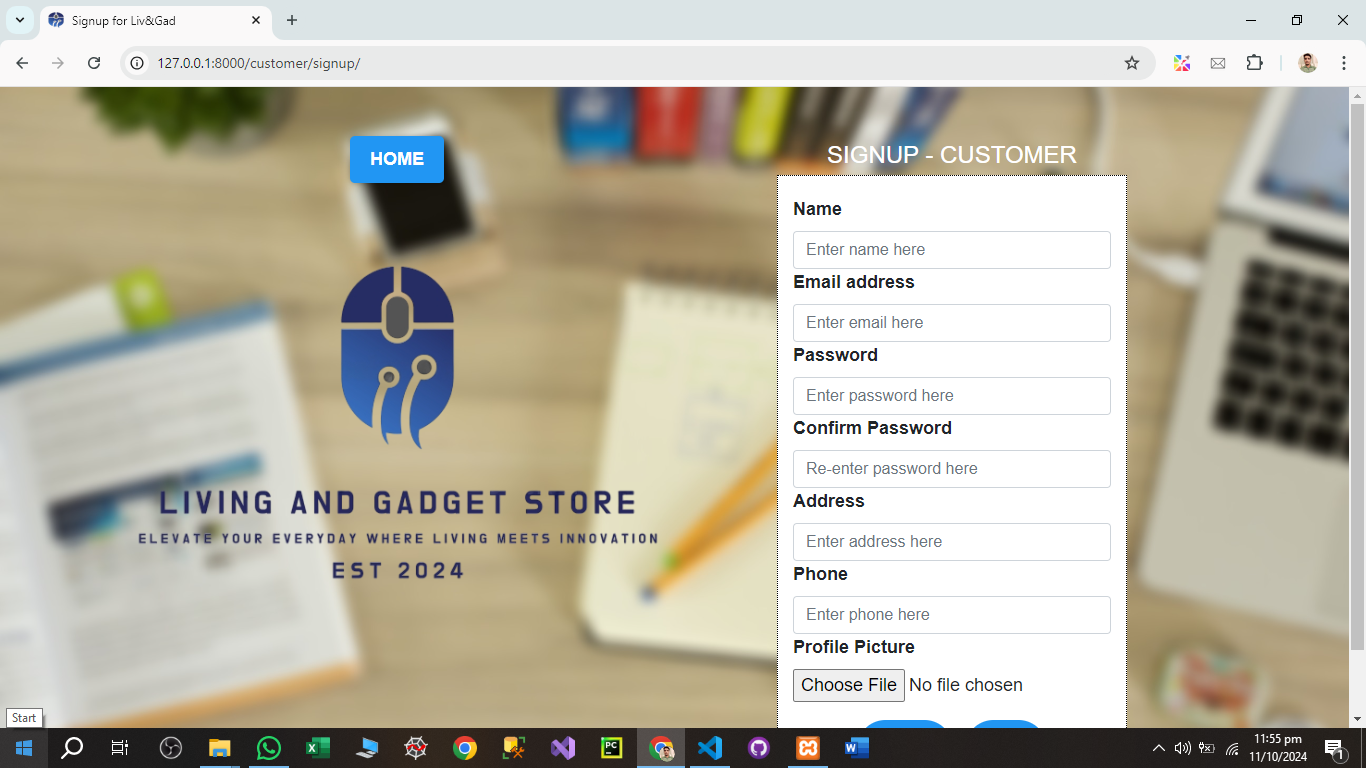 Signup for Liv&Gad
127.0.0.1:8000/customer/signup/
HOME
LIVING AND GADGET STORE
ELEVATE YOUR EVERYDAY WHERE LIVING MEETS INNOVATION
EST 2024
SIGNUP - CUSTOMER
Name
Enter name here
Email address
Enter email here
Password
Enter password here
Confirm Password
Re-enter password here
Address
Enter address here
Phone
Enter phone here
Profile Picture
Choose File No file chosen
Start
PC
11:55 pm
11/10/2024
1